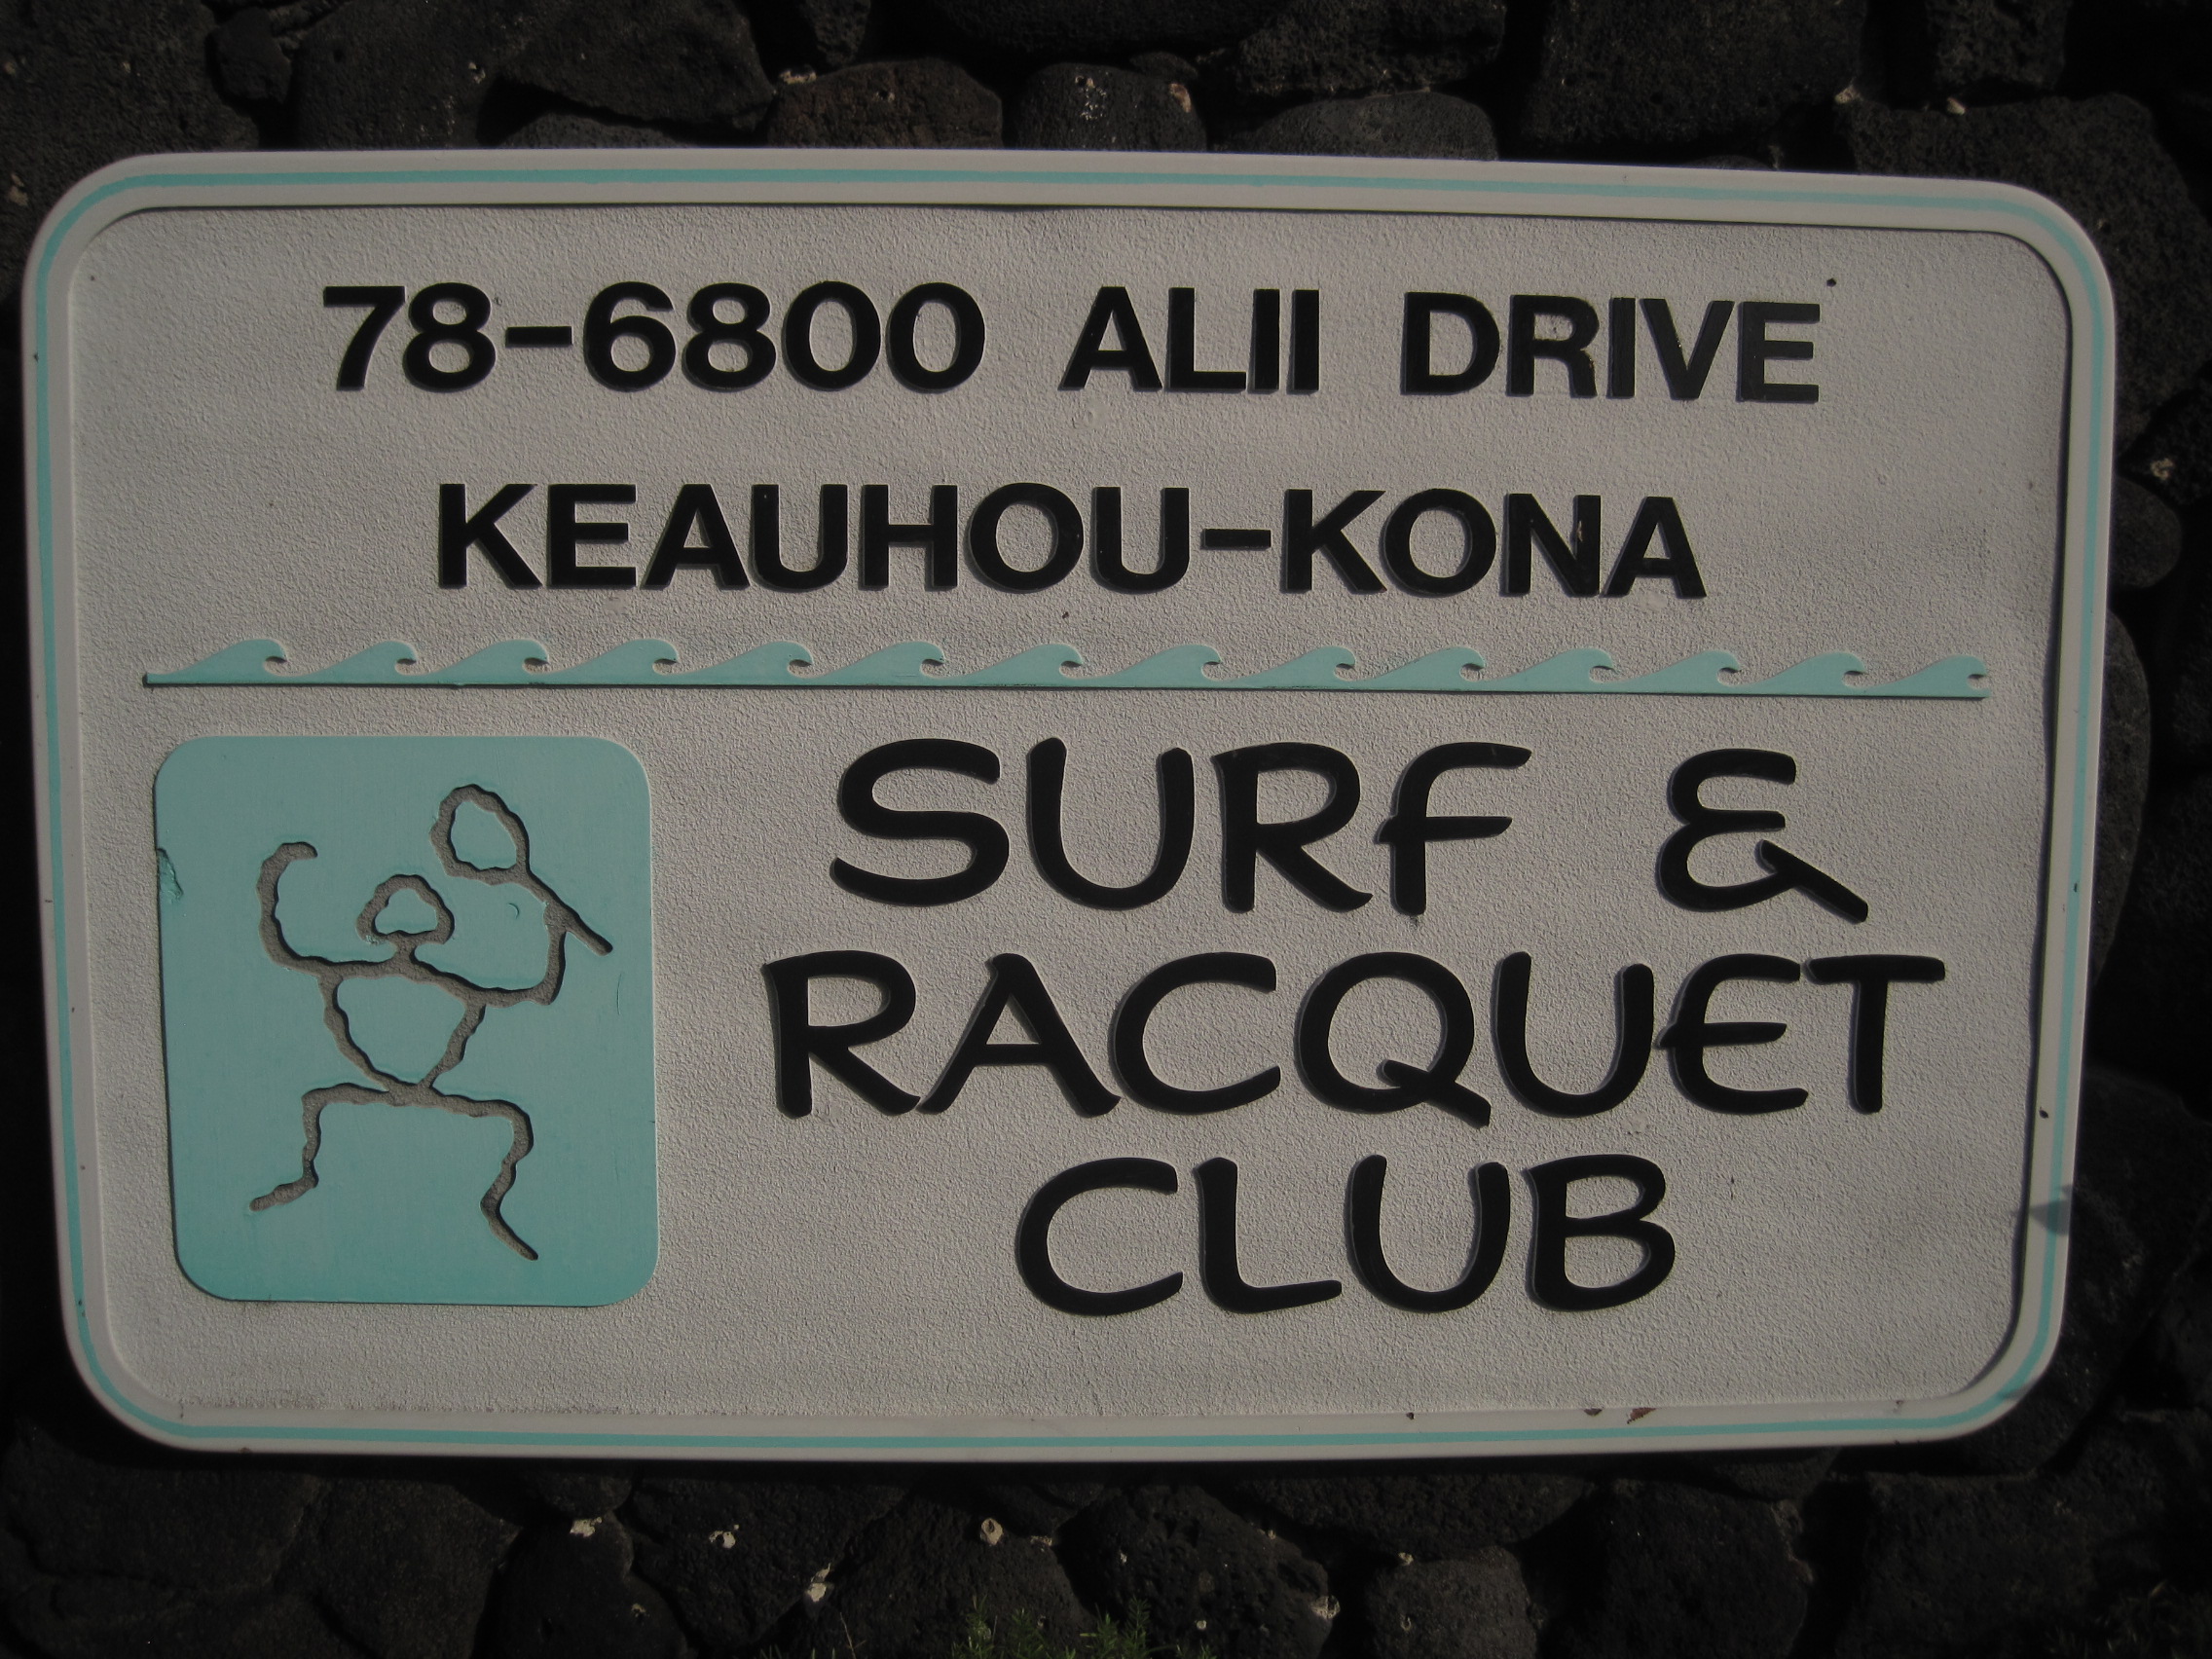 78-6800 ALII DRIVE
KEAUHOU-KONA
SURF &
RACQUET
CLUB